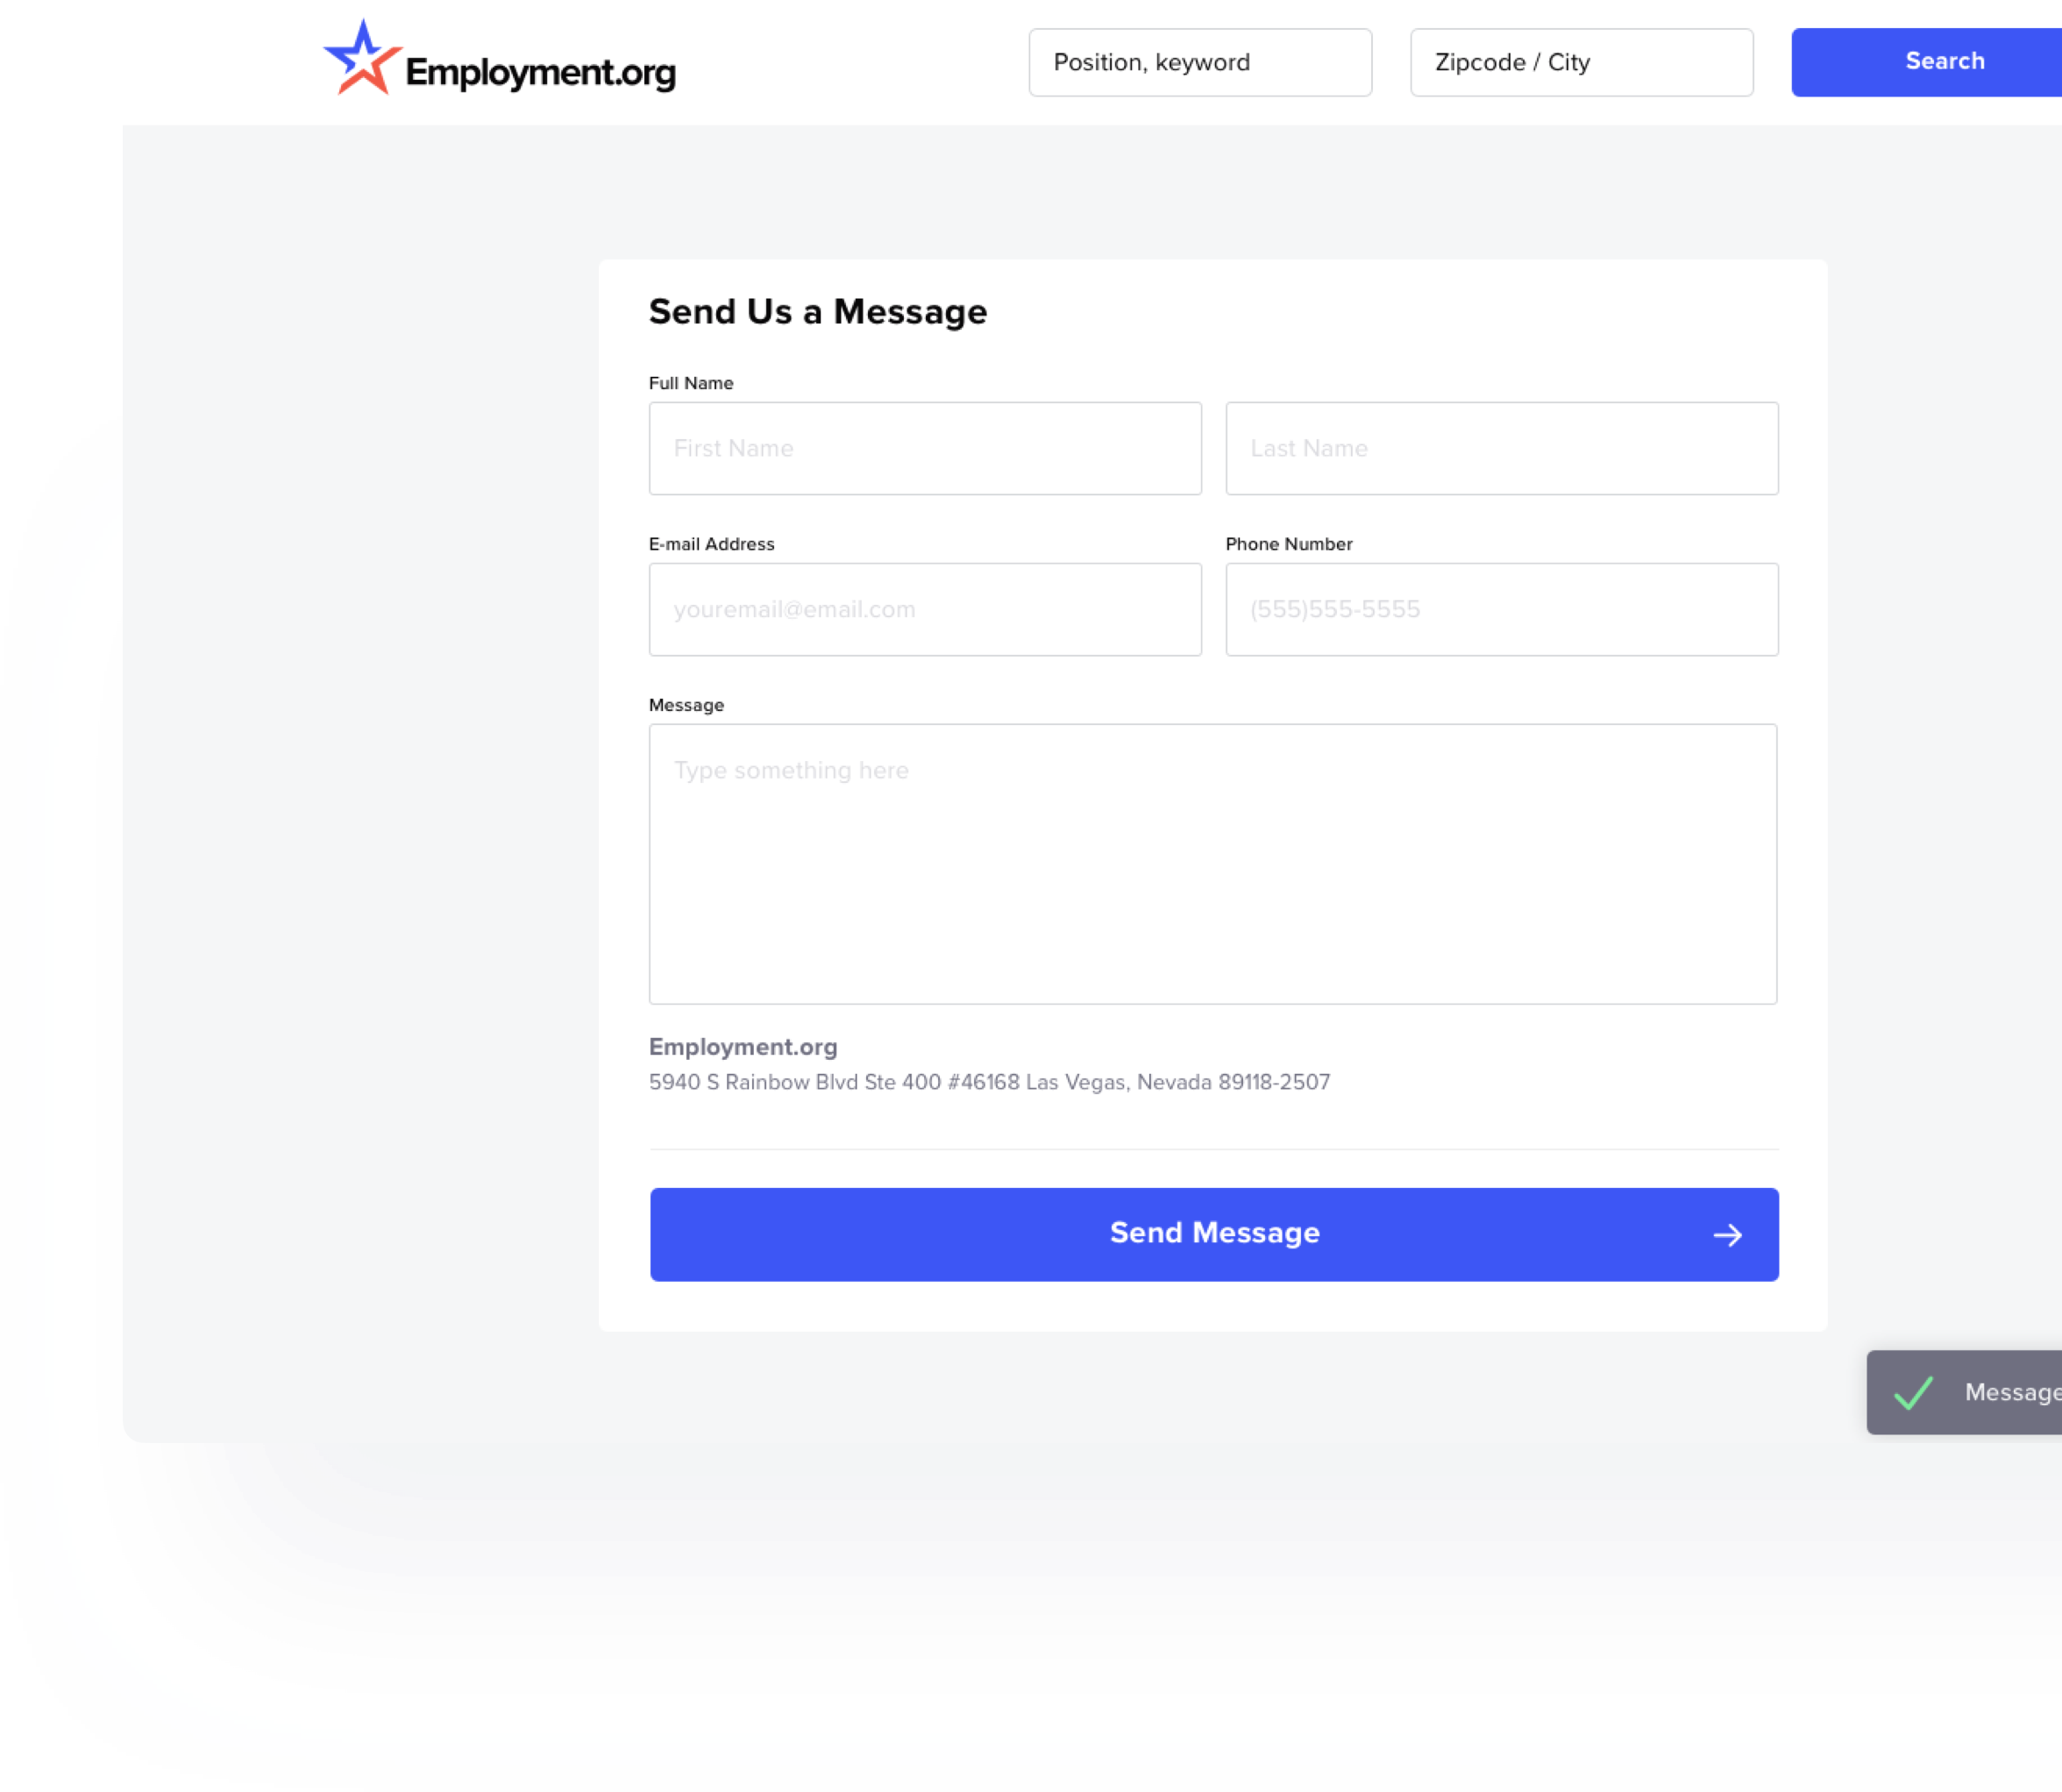 Employment.org
Position, keyword
Zipcode / City
Search
Send Us a Message
Full Name
First Name
Last Name
E-mail Address
Phone Number
youremail@email.com
(555)555-5555
Message
Type something here
Employment.org
5940 S Rainbow Blvd Ste 400 #46168 Las Vegas, Nevada 89118-2507
Send Message
Message